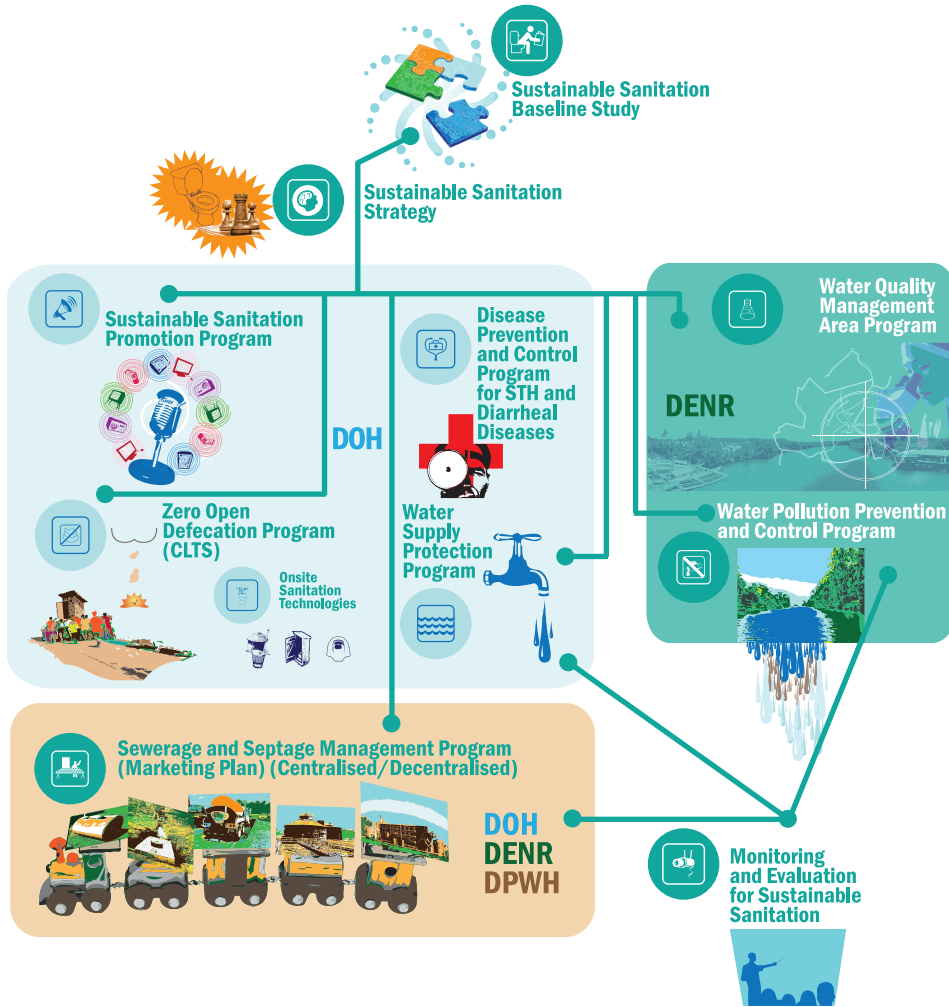 Sustainable Sanitation
Baseline Study
Sustainable Sanitation
Strategy
Sustainable Sanitation
Promotion Program
DOH
Disease
Prevention
and Control
Program
for STH and
Diarrheal
Diseases
Water Quality
Management
Area Program
DENR
Zero Open
Defecation Program
(CLTS)
Onsite
Sanitation
Technologies
Water
Supply
Protection
Program
Water Pollution Prevention
and Control Program
Sewerage and Septage Management Program
(Marketing Plan) (Centralised/Decentralised)
DOH
DENR
DPWH
Monitoring
and Evaluation
for Sustainable
Sanitation